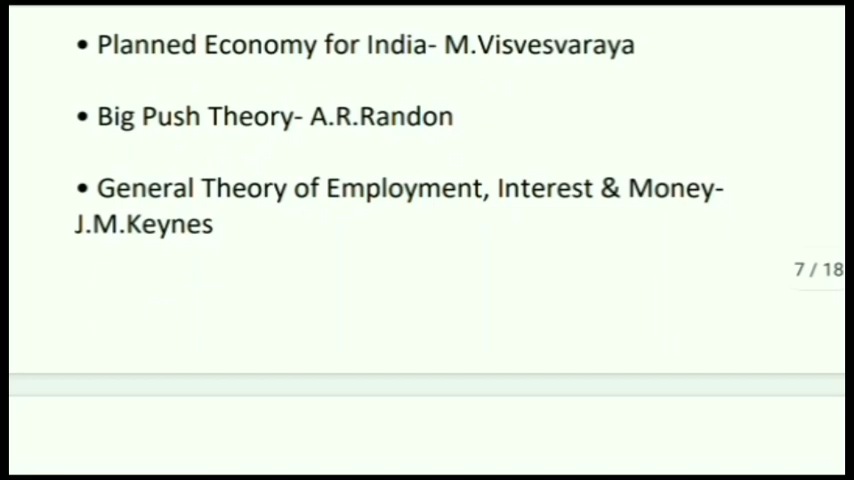 • Planned Economy for India- M.Visvesvaraya
• Big Push Theory- A.R.Randon
• General Theory of Employment, Interest & Money-
J.M.Keynes
7 / 18